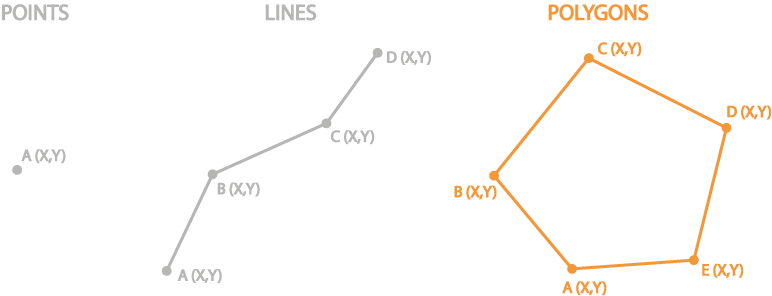 POINTS
A (X,Y)
LINES
D (X,Y)
C (X,Y)
B (X,Y)
A (X,Y)
POLYGONS
C (X,Y)
D (X,Y)
B (X,Y)
E (X,Y)
A (X,Y)